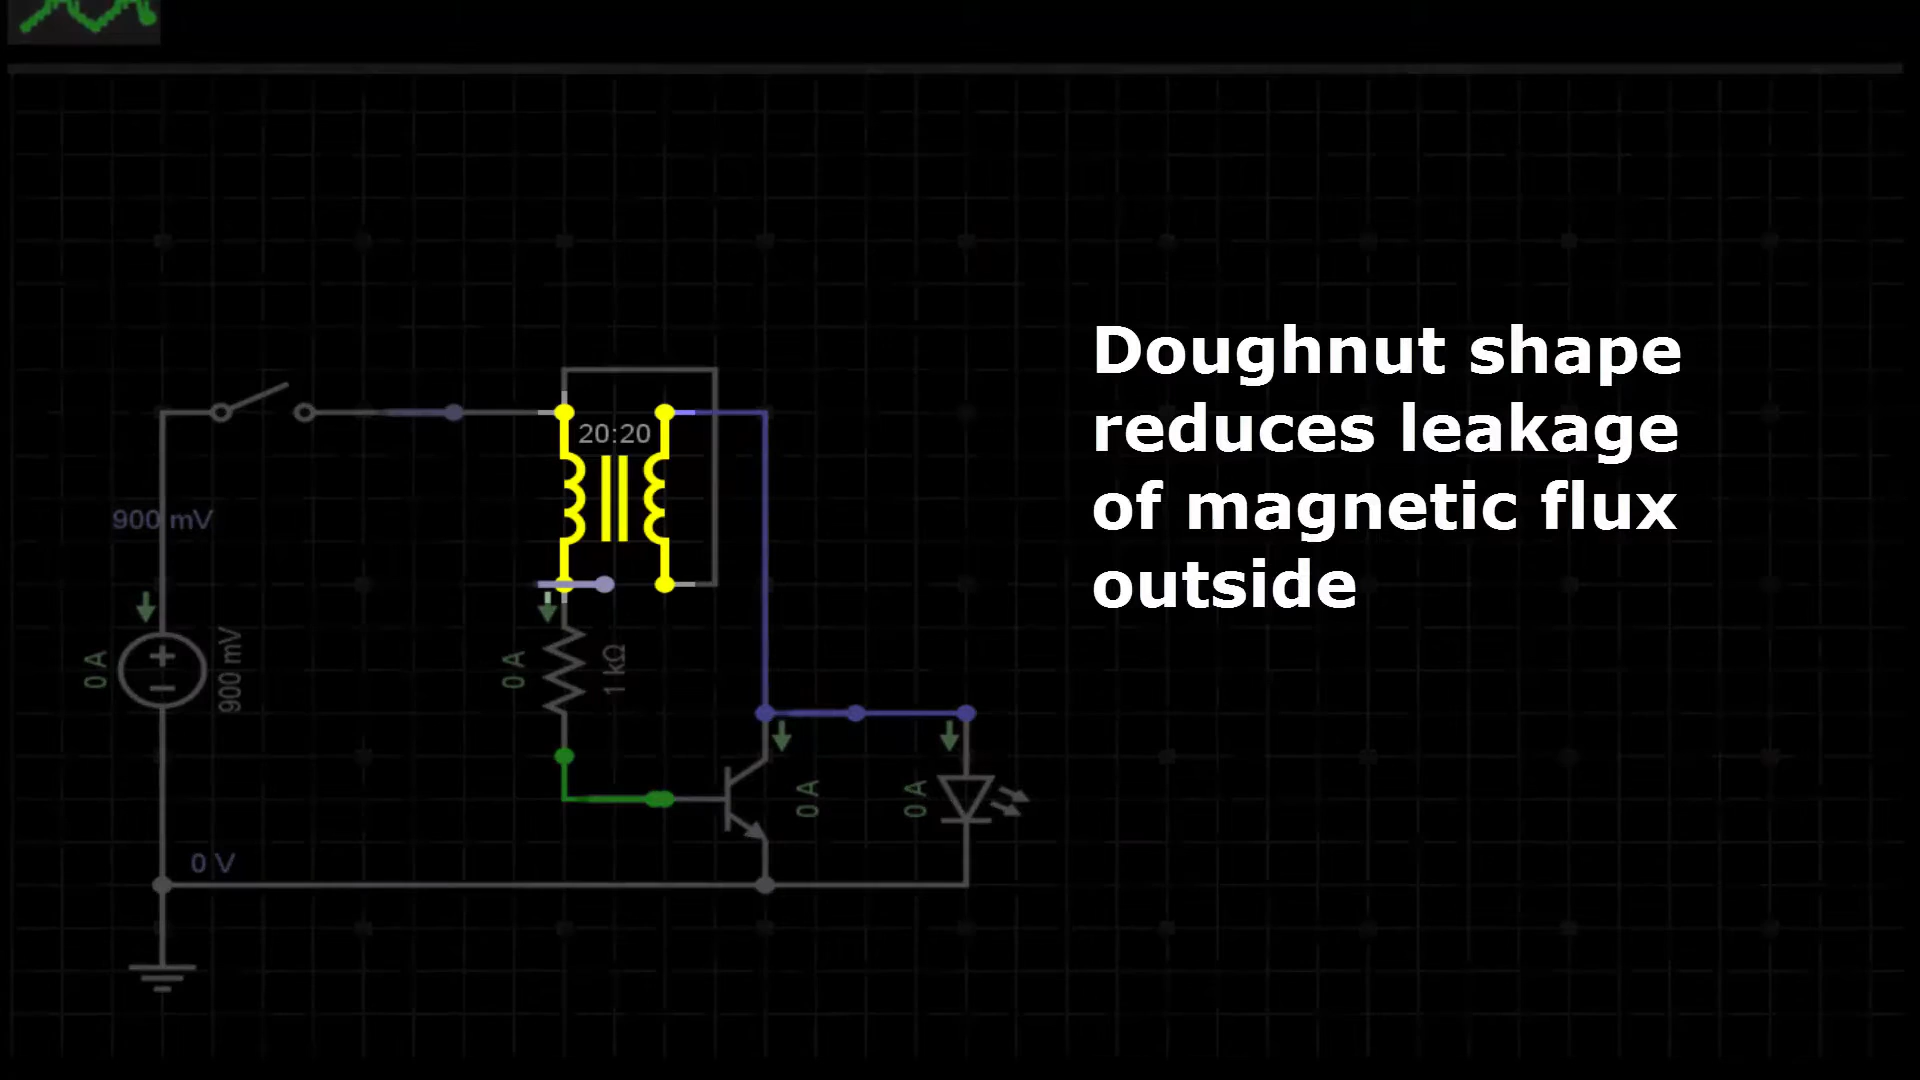 Doughnut shape
reduces leakage
of magnetic flux
outside
20:20
900 mV
0 A
900 mV
0 A
1 kΩ
0 A
0 A
0 V